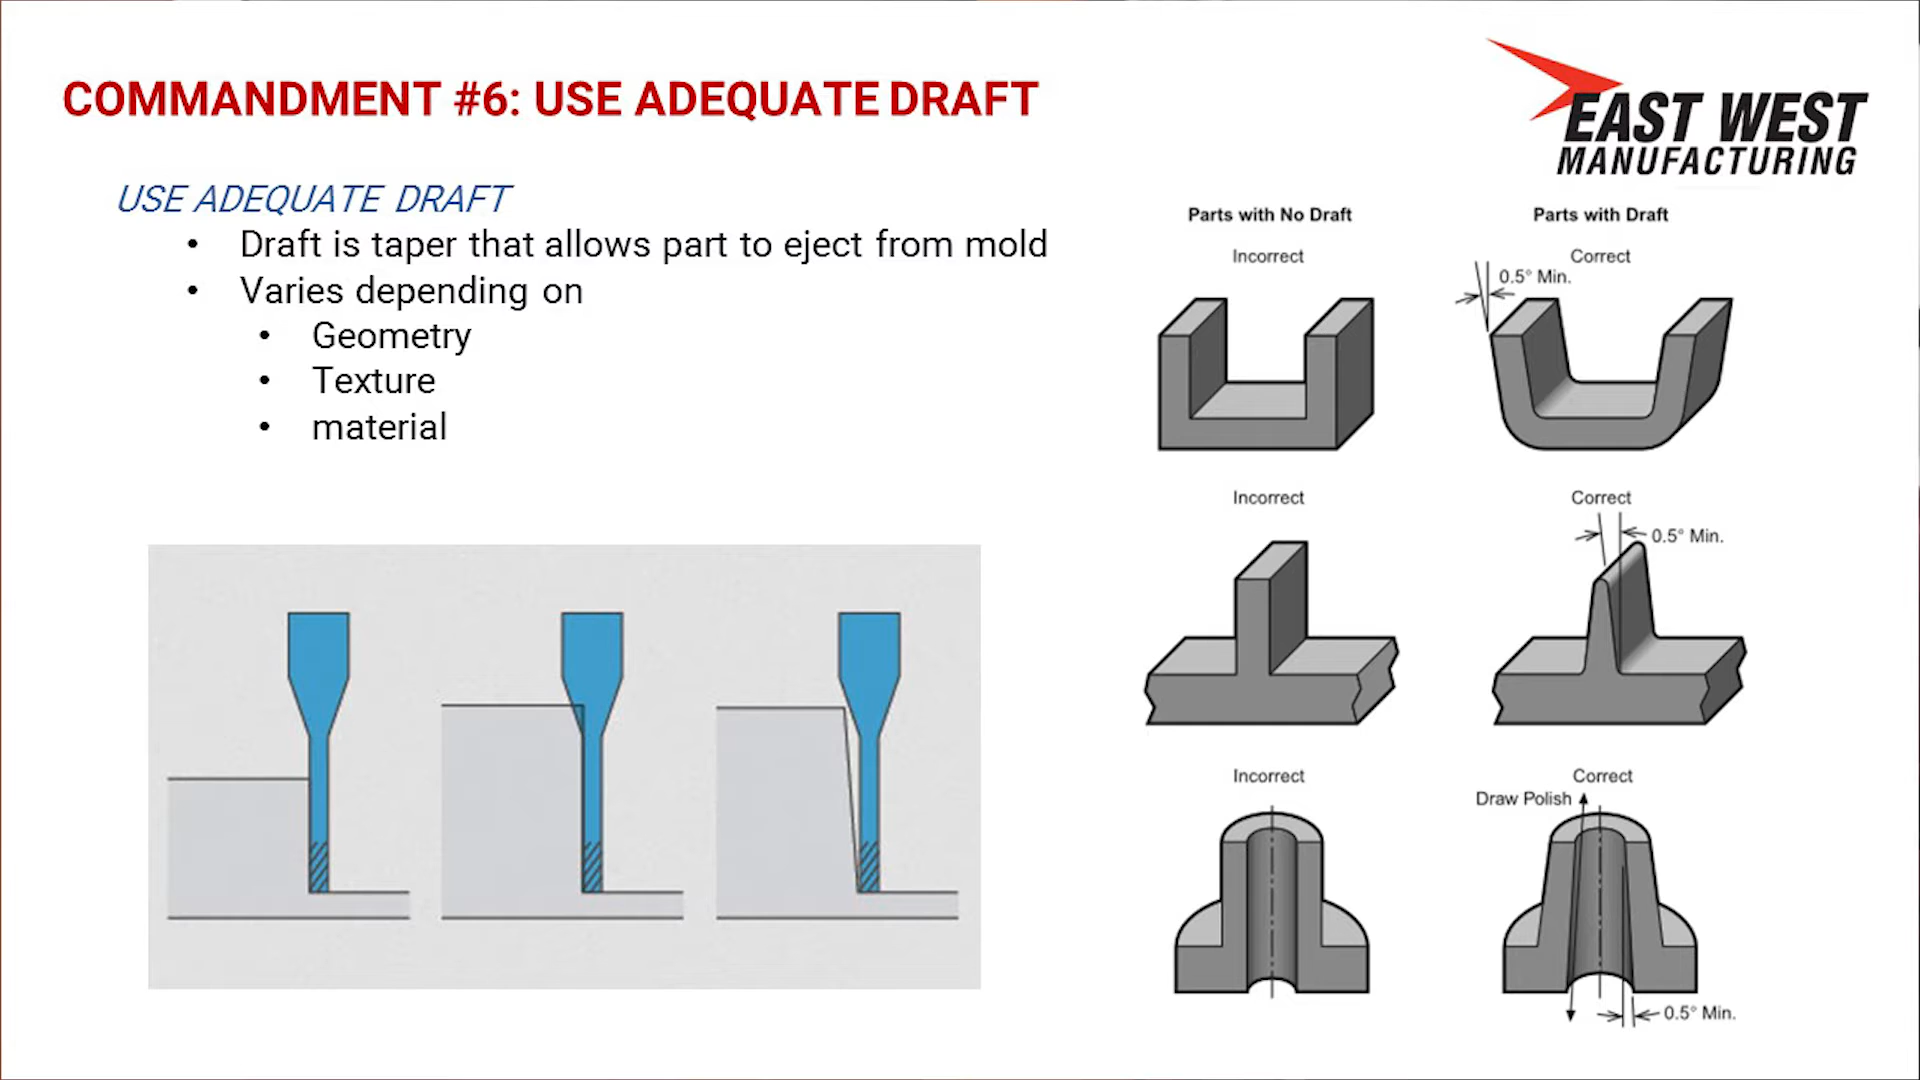 COMMANDMENT #6: USE ADEQUATE DRAFT
EAST WEST
MANUFACTURING
USE ADEQUATE DRAFT
• Draft is taper that allows part to eject from mold
• Varies depending on
• Geometry
• Texture
• material
Parts with No Draft
Parts with Draft
Incorrect
Correct
0.5° Min.
Incorrect
Correct
0.5° Min.
Incorrect
Correct
Draw Polish
0.5° Min.